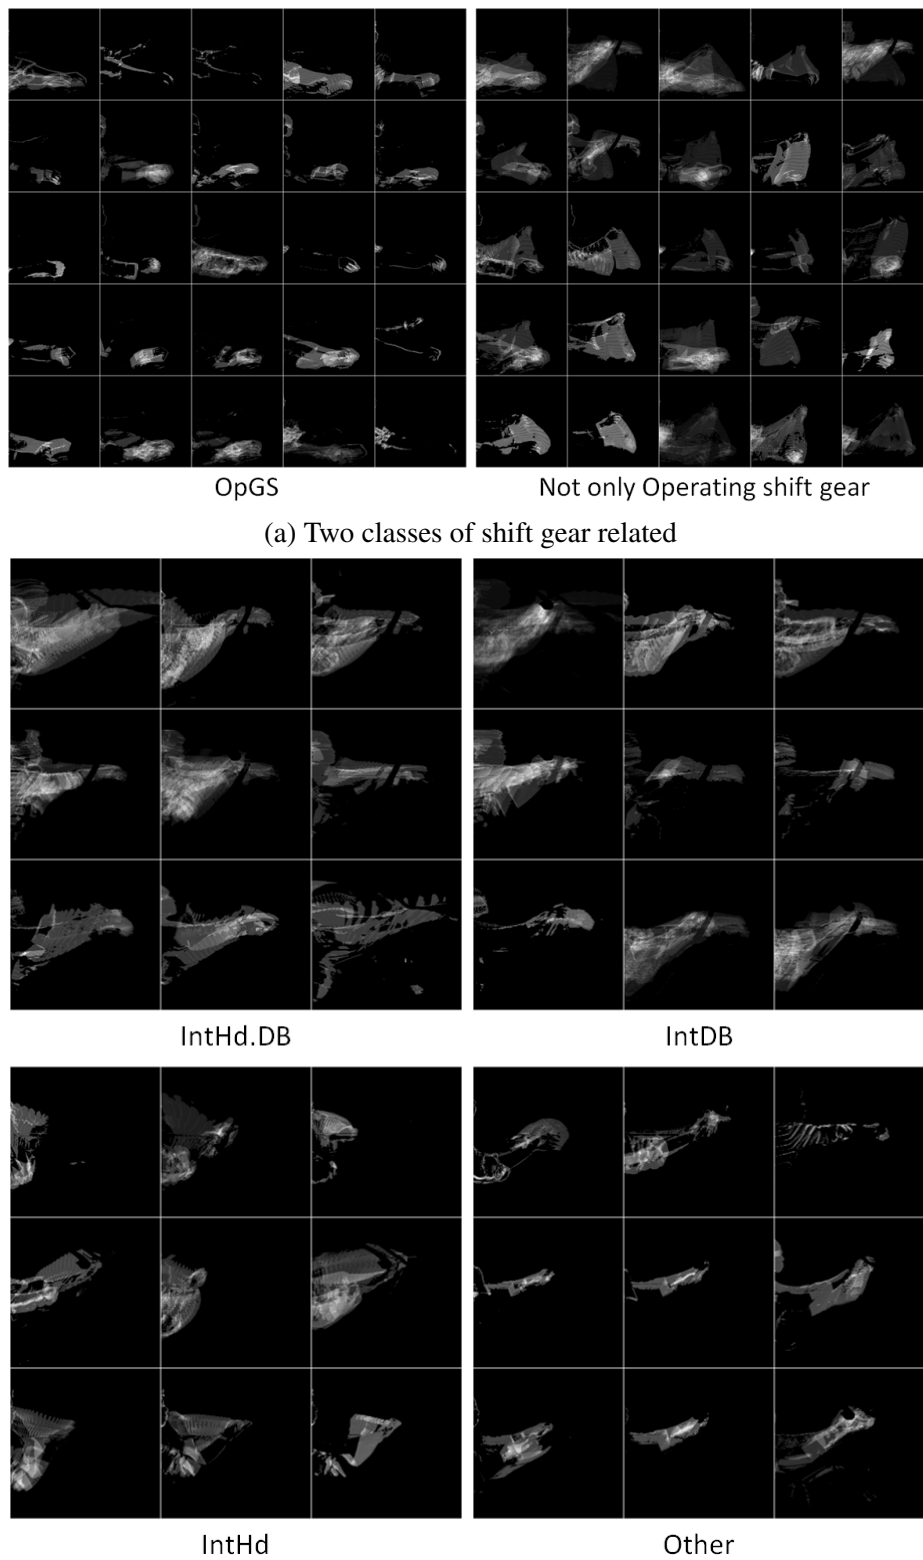 OpGS
Not only Operating shift gear
(a) Two classes of shift gear related
IntHd.DB
IntDB
IntHd
Other